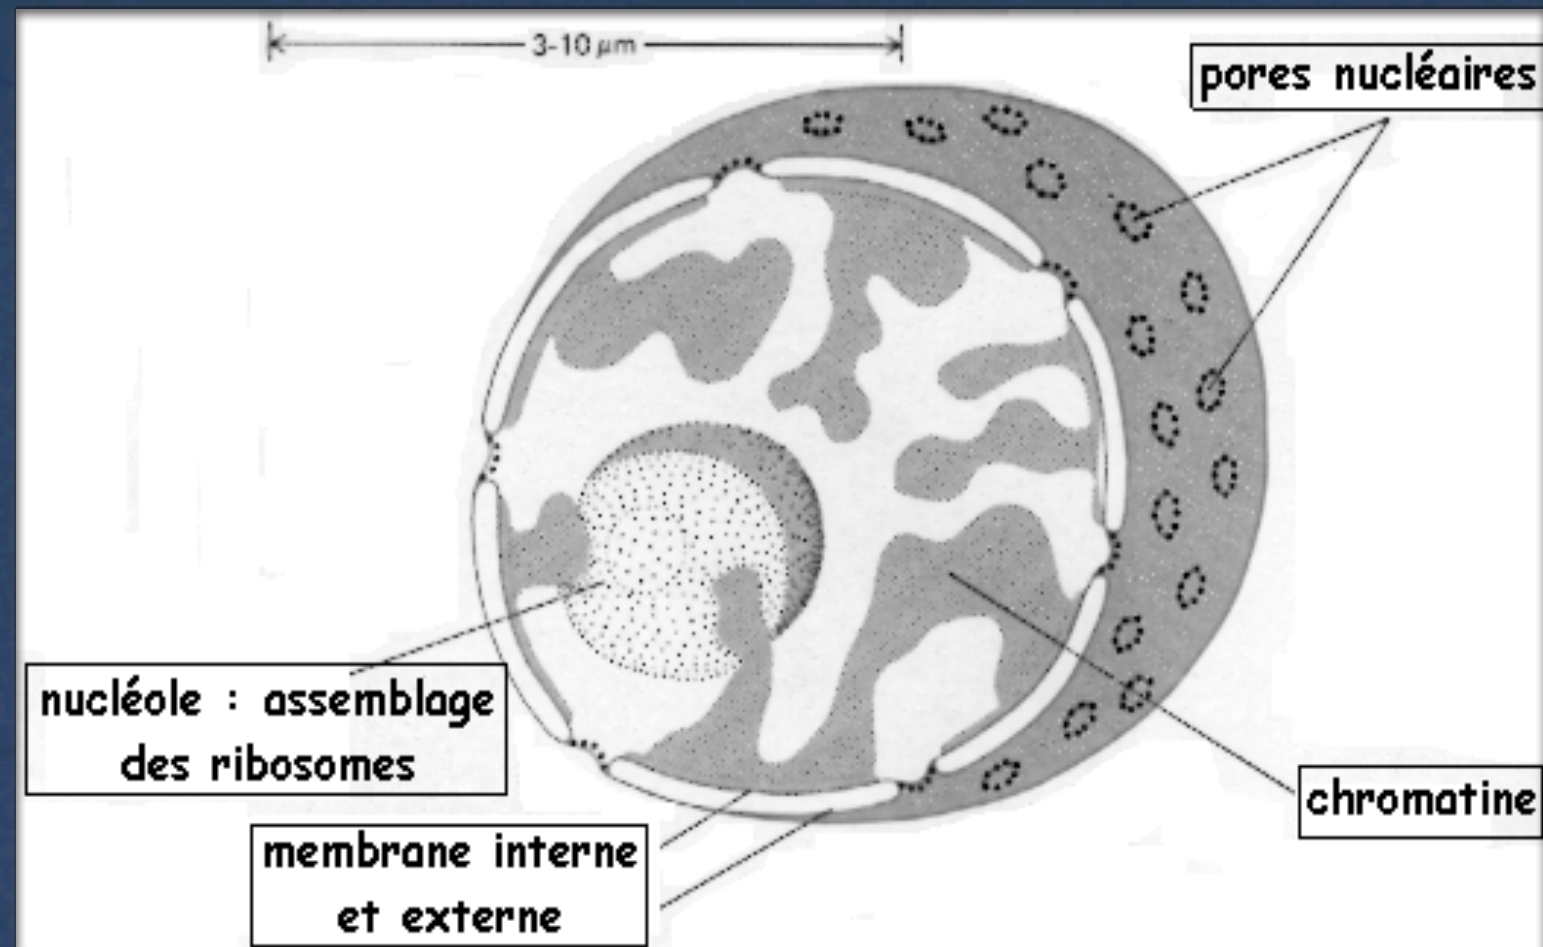 3-10 µm
pores nucléaires
nucléole : assemblage
des ribosomes
membrane interne
et externe
chromatine